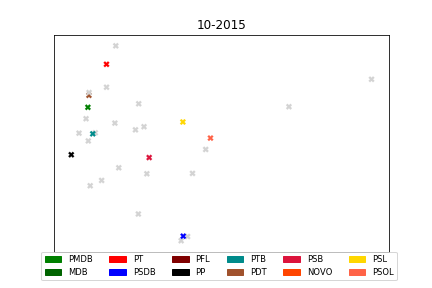 10-2015
PMDB PT PFL PTB PSB PSL
MDB PSDB PP PDT NOVO PSOL